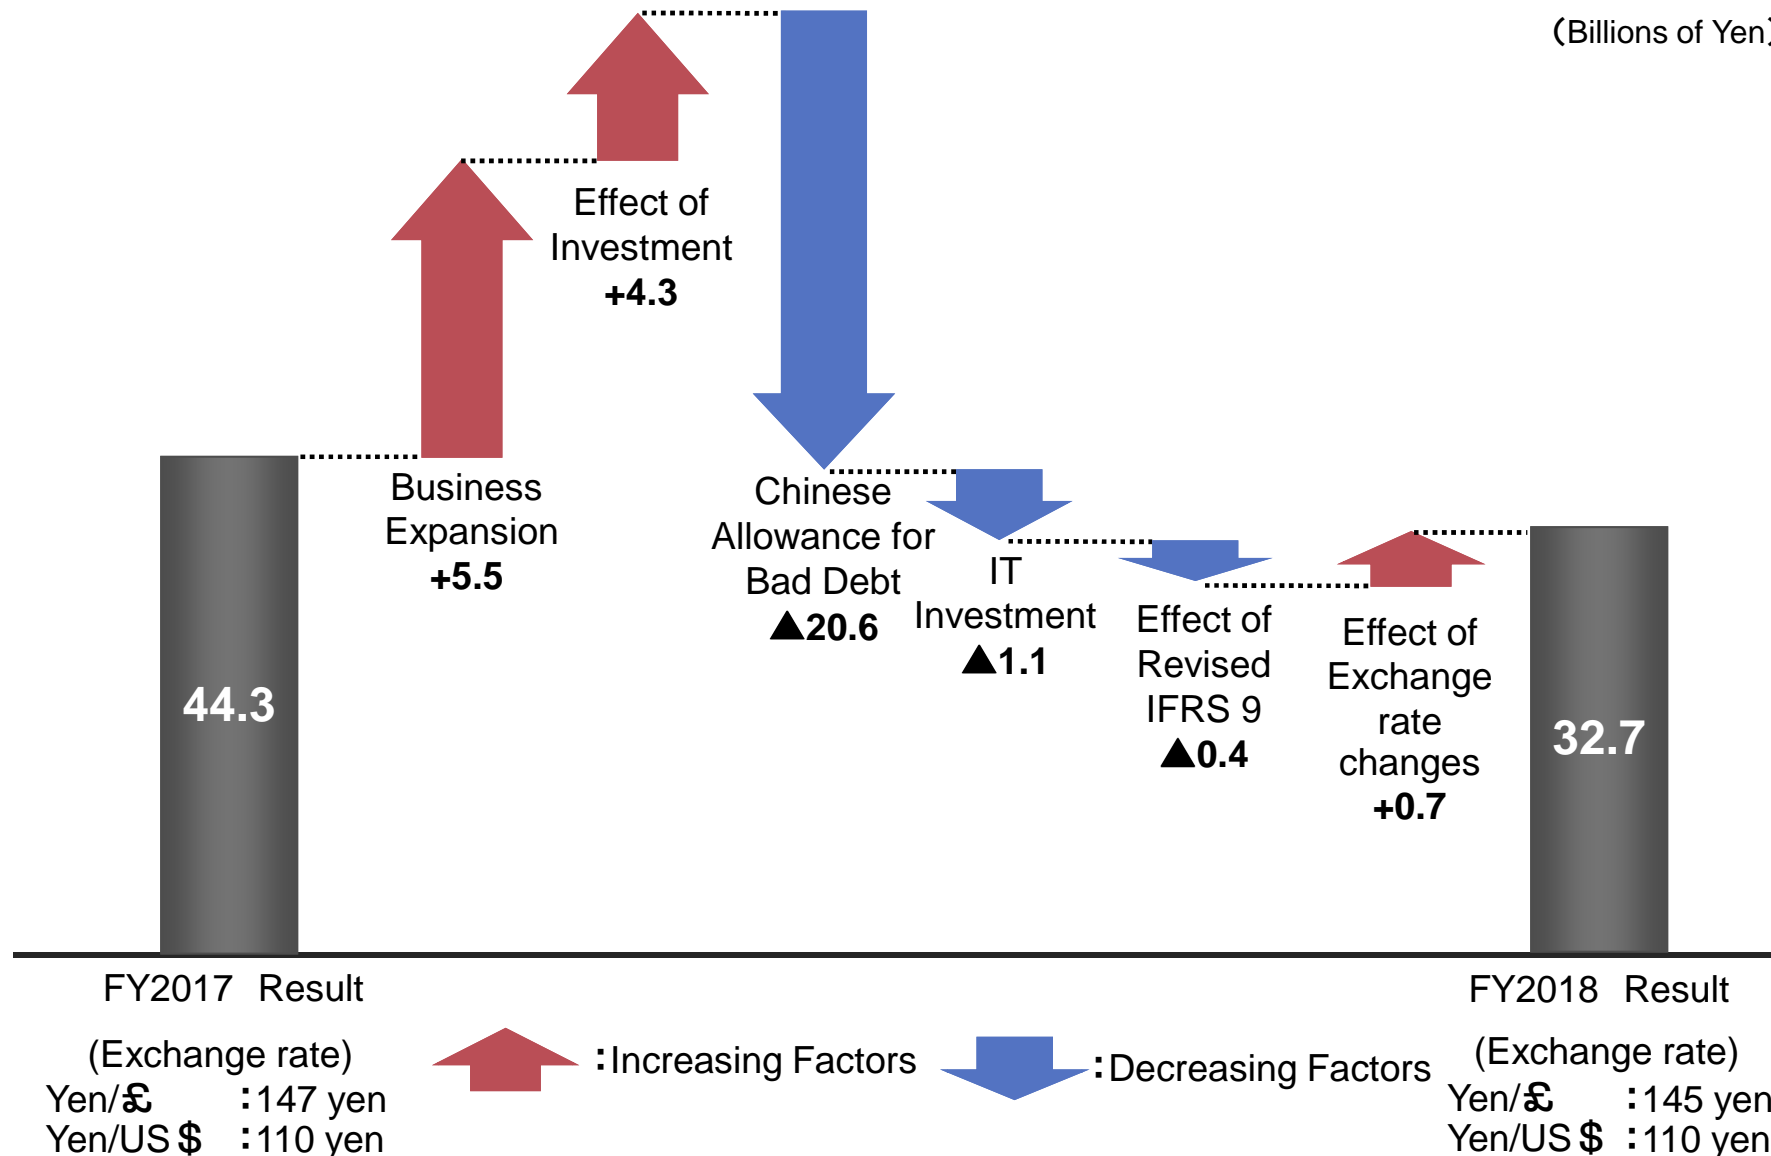 (Billions of Yen)
Effect of
Investment
+4.3
Business
Expansion
+5.5
Chinese
Allowance for
Bad Debt
▲20.6
IT
Investment
▲1.1
Effect of
Revised
IFRS 9
▲0.4
Effect of
Exchange
rate
changes
+0.7
44.3
32.7
FY2017 Result
FY2018 Result
(Exchange rate)
Yen/£ :147 yen
Yen/US$ :110 yen
:Increasing Factors
:Decreasing Factors
(Exchange rate)
Yen/£ :145 yen
Yen/US$ :110 yen